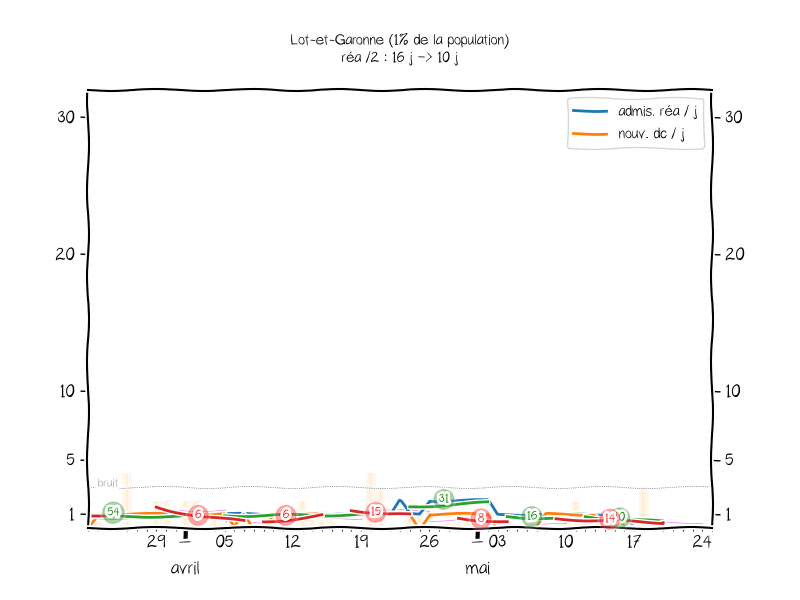 Lot-et-Garonne (1% de la population)
réa /2 : 16 j -> 10 j
admis. réa / j
nouv. dc / j
30 30
20 20
10 10
5 5
bruit
1 1
54 6 6 15 31 8 16 14
29 05 12 19 26 03 10 17 24
avril mai